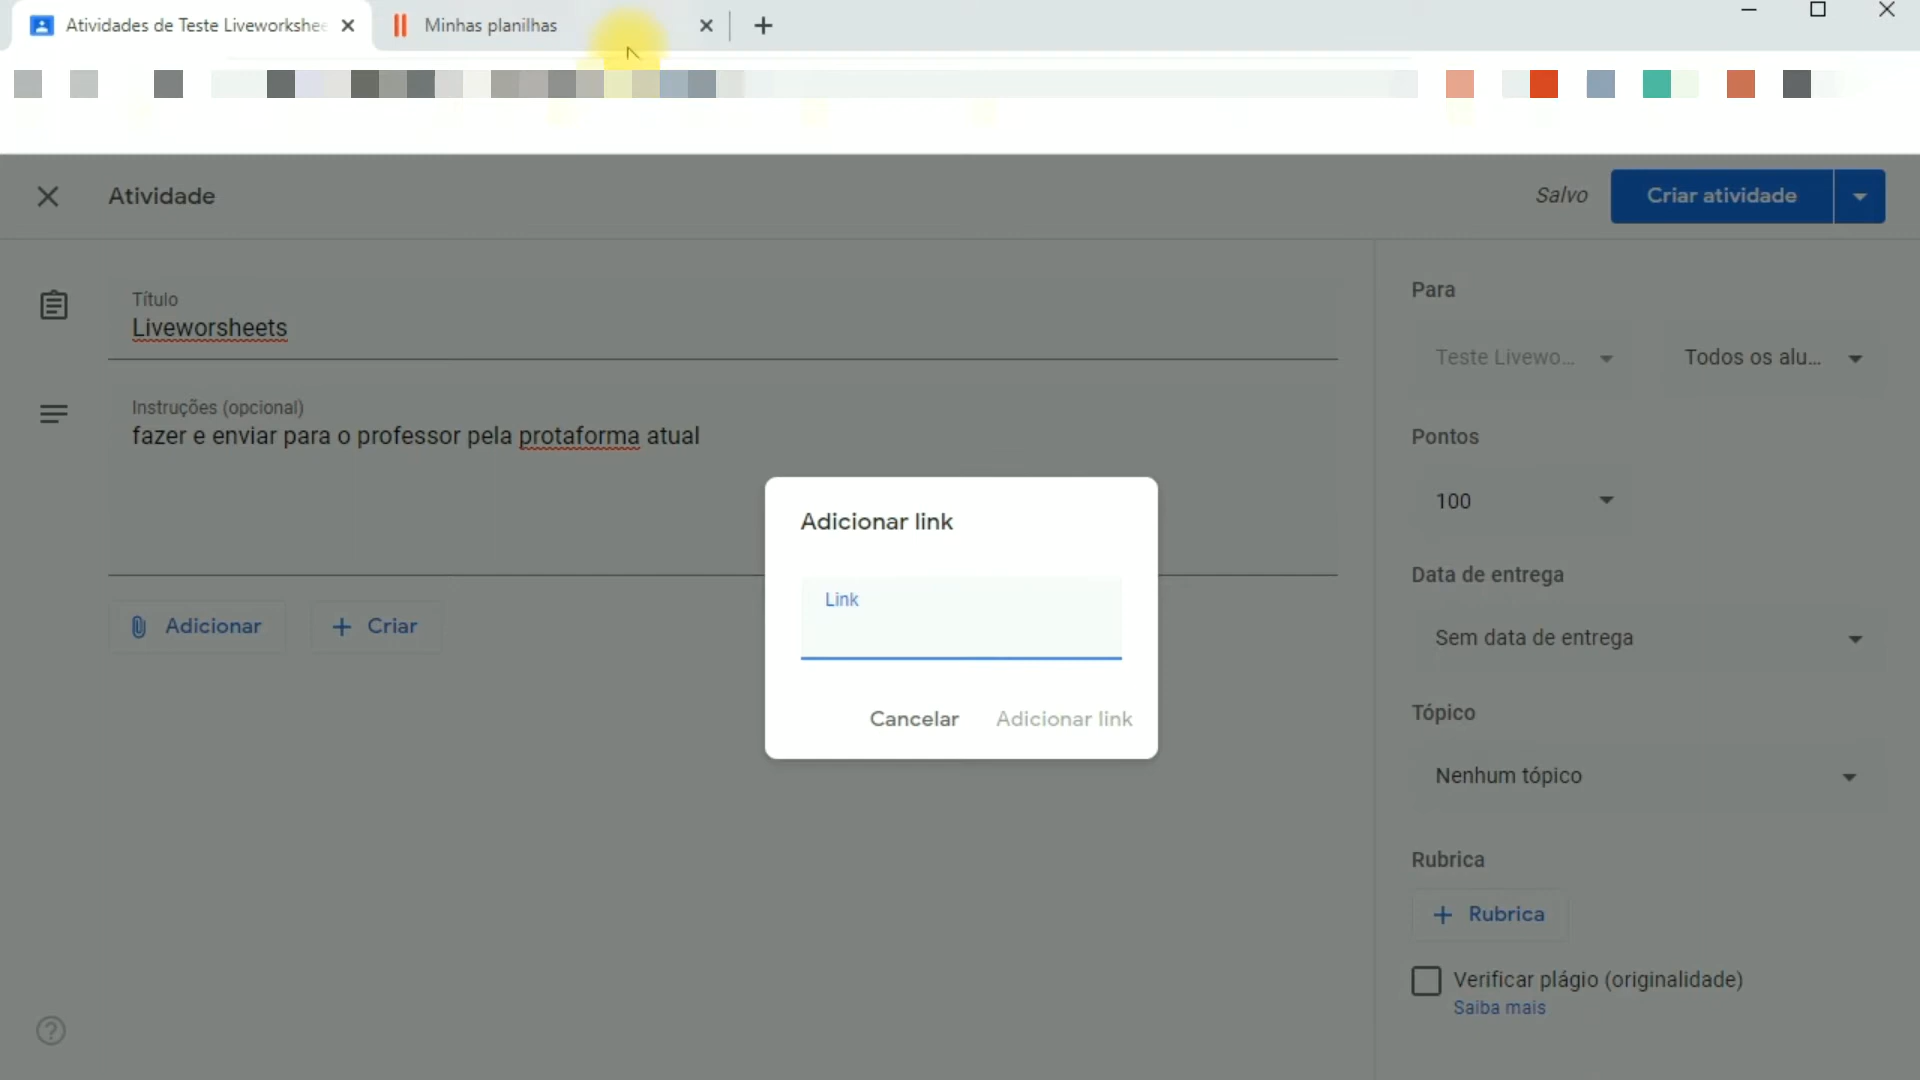 Atividades de Teste Liveworkshee
Minhas planilhas
Atividade
Salvo
Criar atividade
Título
Liveworsheets
Instruções (opcional)
fazer e enviar para o professor pela protaforma atual
Adicionar
Criar
Adicionar link
Link
Cancelar
Adicionar link
Para
Teste Livewo...
Todos os alu...
Pontos
100
Data de entrega
Sem data de entrega
Tópico
Nenhum tópico
Rubrica
Rubrica
Verificar plágio (originalidade)
Saiba mais